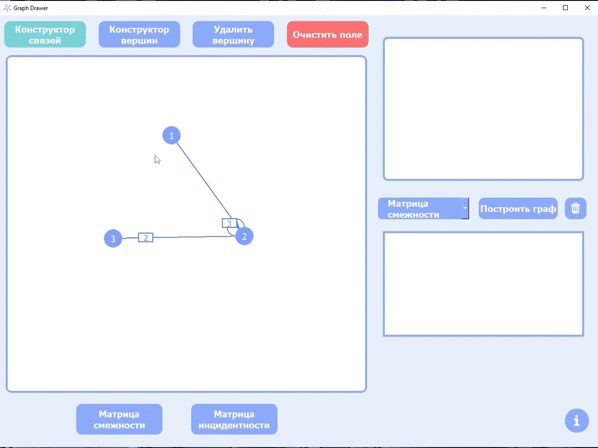 Graph Drawer
Конструктор
связей
Конструктор
вершин
Удалить
вершину
Очистить поле
1
3
2
3
2
Матрица
смежности
Построить граф
Матрица
смежности
Матрица
инцидентности
i